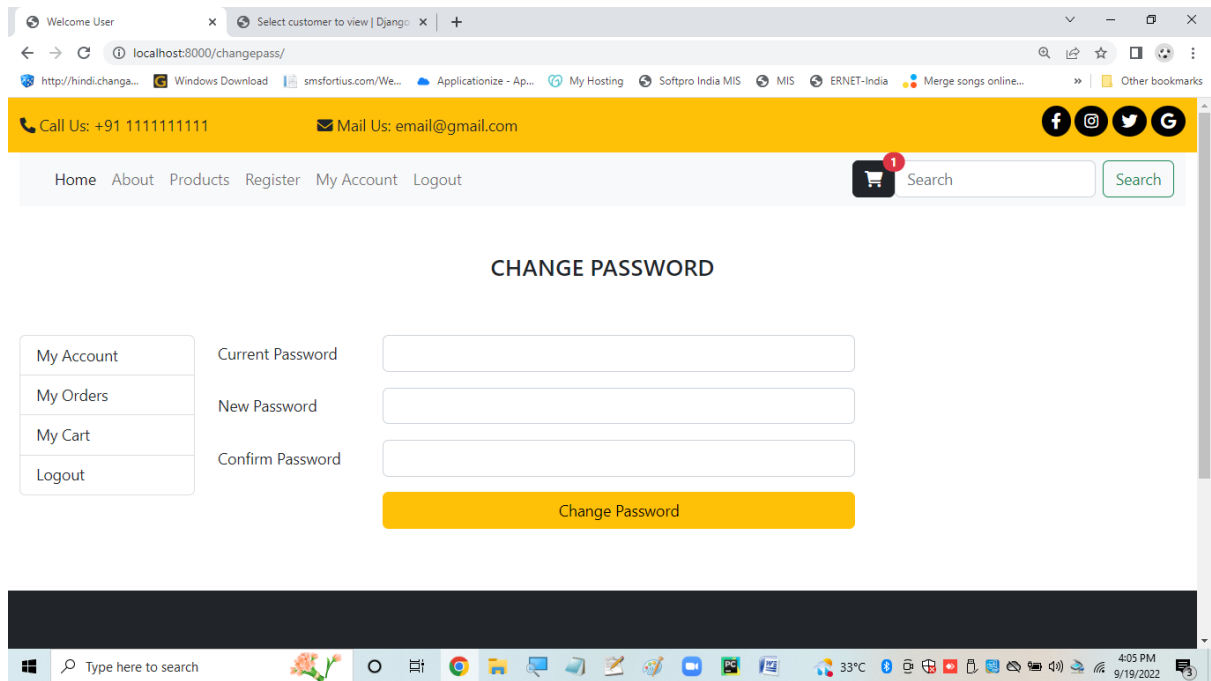 Welcome User
Select customer to view | Django
localhost:8000/changepass/
http://hindi.changa... Windows Download smsfortius.com/We... Applicationize - Ap... My Hosting Softpro India MIS MIS ERNET-India Merge songs online... » Other bookmarks
Call Us: +91 1111111111 Mail Us: email@gmail.com
Home About Products Register My Account Logout 1 Search Search
CHANGE PASSWORD
My Account
My Orders
My Cart
Logout
Current Password
New Password
Confirm Password
Change Password
Type here to search 33°C 4:05 PM
9/19/2022